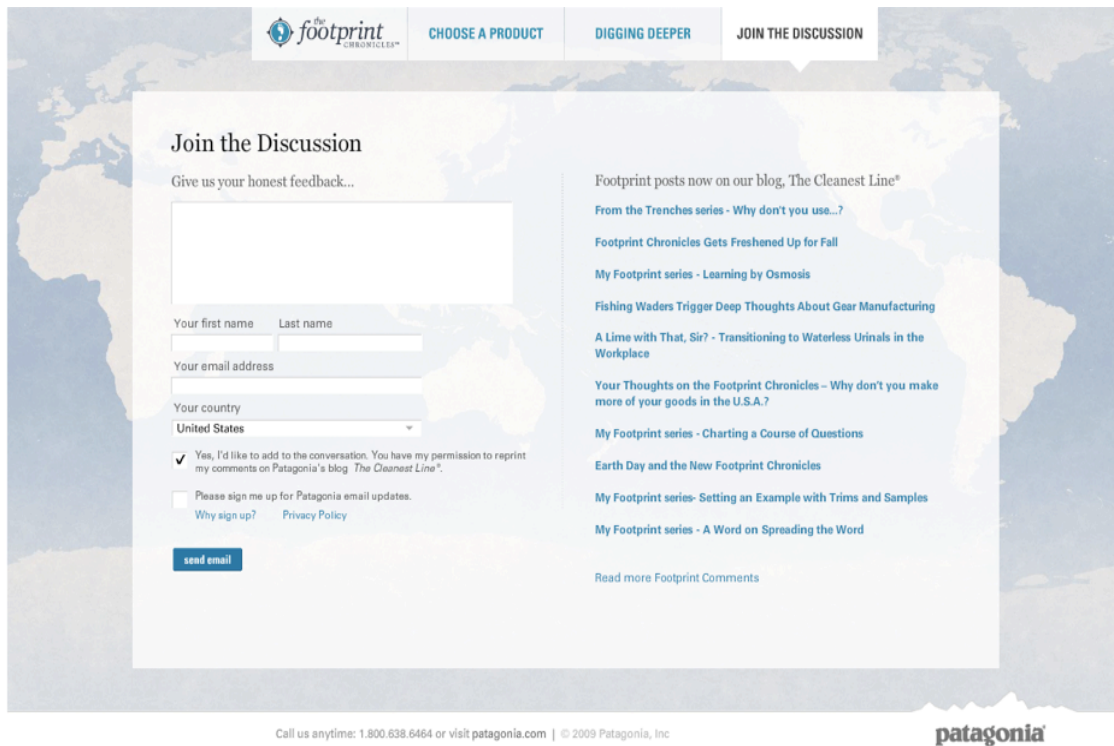 the
footprint
CHRONICLES™
CHOOSE A PRODUCT
DIGGING DEEPER
JOIN THE DISCUSSION
Join the Discussion
Give us your honest feedback...
Your first name
Last name
Your email address
Your country
United States
Yes, I'd like to add to the conversation. You have my permission to reprint
my comments on Patagonia's blog The Cleanest Line®.
Please sign me up for Patagonia email updates.
Why sign up?
Privacy Policy
send email
Footprint posts now on our blog, The Cleanest Line®
From the Trenches series - Why don't you use...?
Footprint Chronicles Gets Freshened Up for Fall
My Footprint series - Learning by Osmosis
Fishing Waders Trigger Deep Thoughts About Gear Manufacturing
A Lime with That, Sir? - Transitioning to Waterless Urinals in the
Workplace
Your Thoughts on the Footprint Chronicles – Why don't you make
more of your goods in the U.S.A.?
My Footprint series - Charting a Course of Questions
Earth Day and the New Footprint Chronicles
My Footprint series- Setting an Example with Trims and Samples
My Footprint series - A Word on Spreading the Word
Read more Footprint Comments
Call us anytime: 1.800.638.6464 or visit patagonia.com | © 2009 Patagonia, Inc
patagonia®